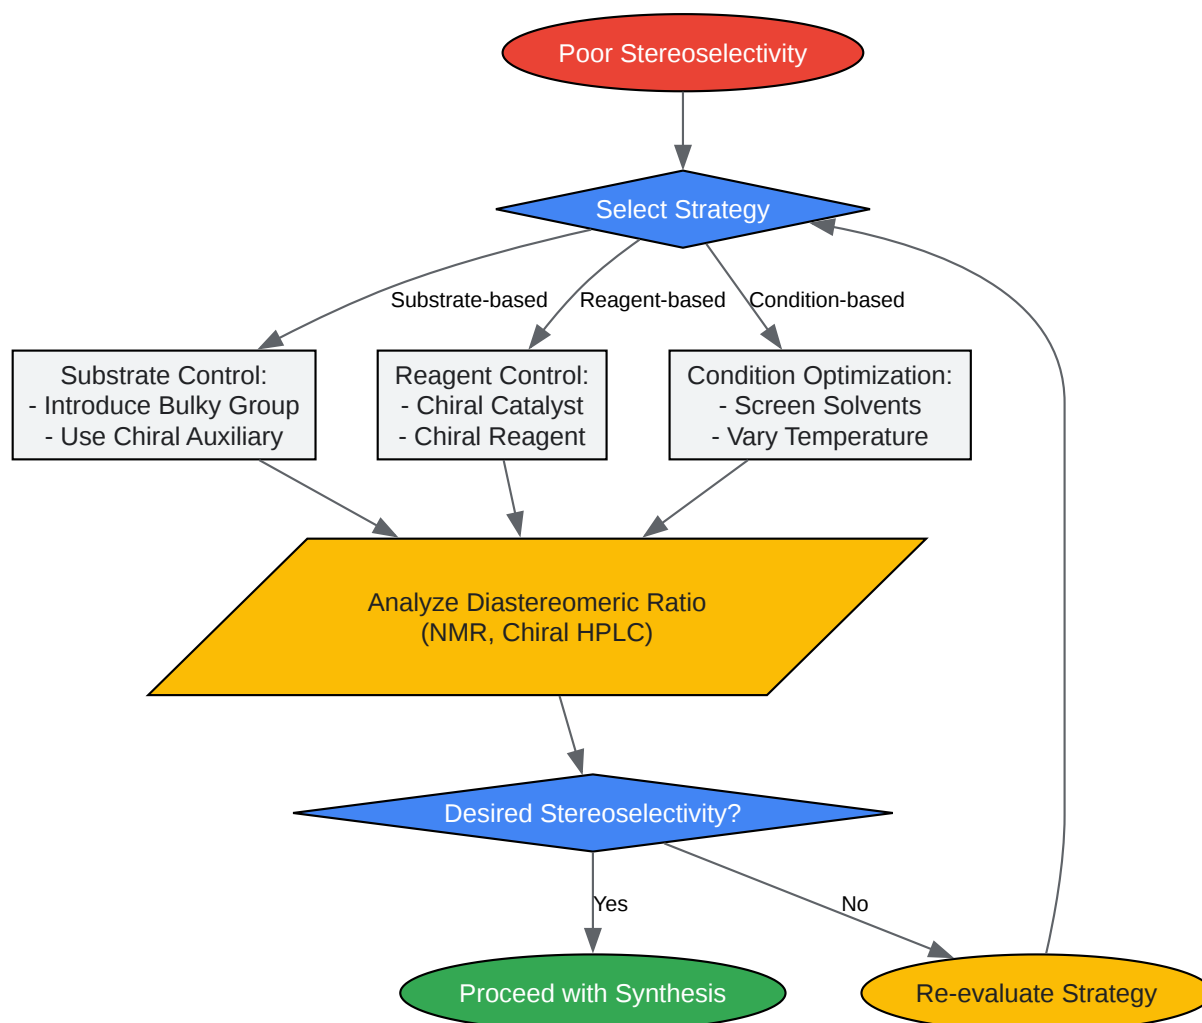 Poor Stereoselectivity
Select Strategy
Substrate-based
Reagent-based
Condition-based
Substrate Control:
- Introduce Bulky Group
- Use Chiral Auxiliary
Reagent Control:
- Chiral Catalyst
- Chiral Reagent
Condition Optimization:
- Screen Solvents
- Vary Temperature
Analyze Diastereomeric Ratio
(NMR, Chiral HPLC)
Desired Stereoselectivity?
Yes
No
Proceed with Synthesis
Re-evaluate Strategy